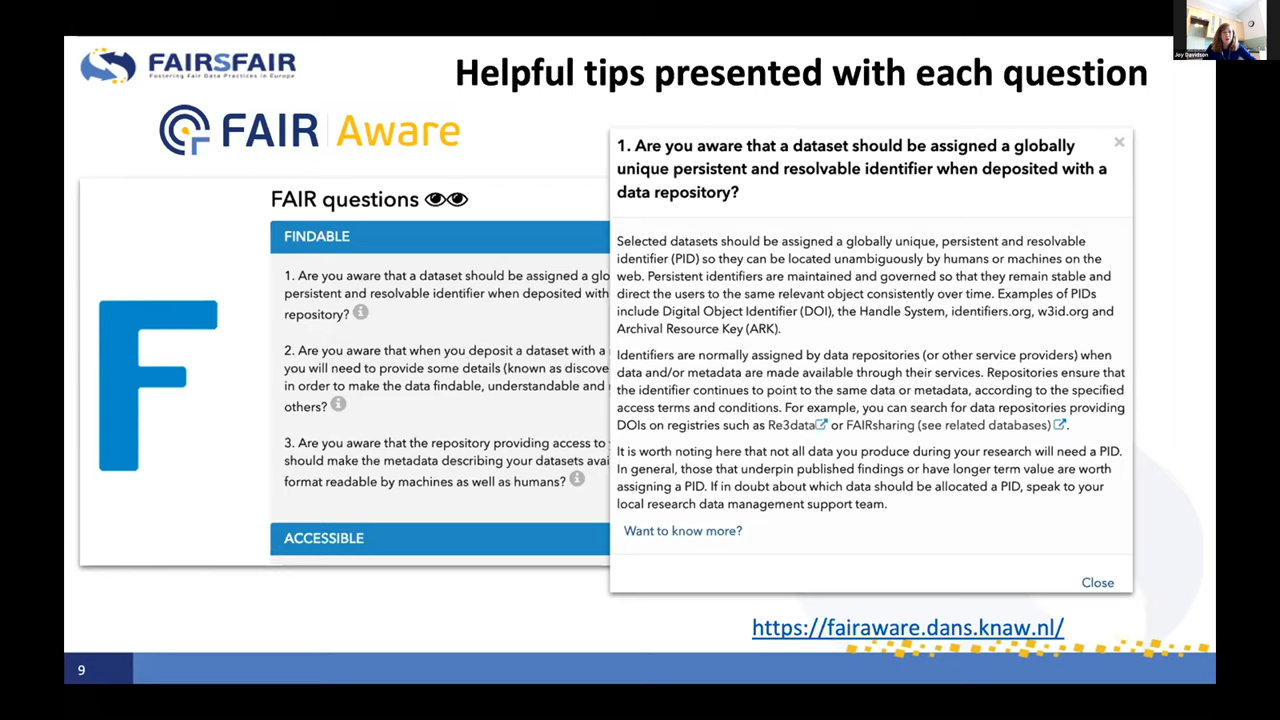 Joy Davidson
FAIRSFAIR
Fostering Fair Data Practices in Europe
Helpful tips presented with each question
FAIR Aware
FAIR questions
FINDABLE
1. Are you aware that a dataset should be assigned a glo
persistent and resolvable identifier when deposited with
repository?
2. Are you aware that when you deposit a dataset with a
you will need to provide some details (known as discove
in order to make the data findable, understandable and
others?
3. Are you aware that the repository providing access to
should make the metadata describing your datasets avai
format readable by machines as well as humans?
ACCESSIBLE
F
1. Are you aware that a dataset should be assigned a globally
unique persistent and resolvable identifier when deposited with a
data repository?
Selected datasets should be assigned a globally unique, persistent and resolvable
identifier (PID) so they can be located unambiguously by humans or machines on the
web. Persistent identifiers are maintained and governed so that they remain stable and
direct the users to the same relevant object consistently over time. Examples of PIDs
include Digital Object Identifier (DOI), the Handle System, identifiers.org, w3id.org and
Archival Resource Key (ARK).
Identifiers are normally assigned by data repositories (or other service providers) when
data and/or metadata are made available through their services. Repositories ensure that
the identifier continues to point to the same data or metadata, according to the specified
access terms and conditions. For example, you can search for data repositories providing
DOIs on registries such as Re3data or FAIRsharing (see related databases).
It is worth noting here that not all data you produce during your research will need a PID.
In general, those that underpin published findings or have longer term value are worth
assigning a PID. If in doubt about which data should be allocated a PID, speak to your
local research data management support team.
Want to know more?
Close
https://fairaware.dans.knaw.nl/
9